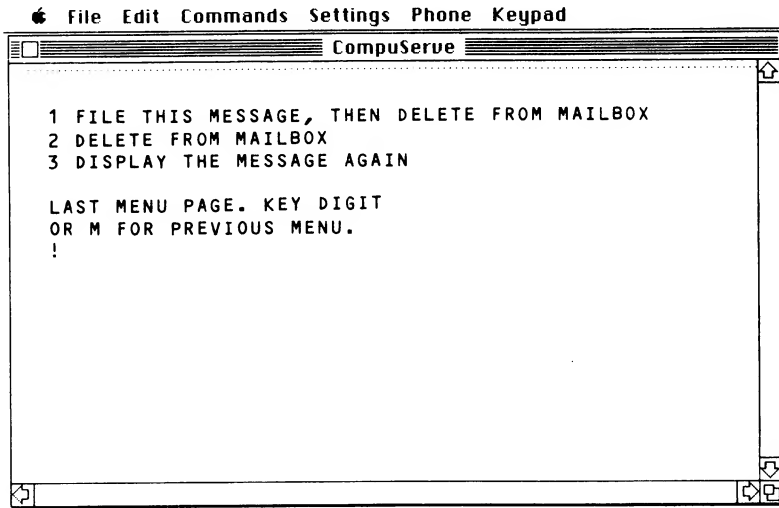 File Edit Commands Settings Phone Keypad
CompuServe
1 FILE THIS MESSAGE, THEN DELETE FROM MAILBOX
2 DELETE FROM MAILBOX
3 DISPLAY THE MESSAGE AGAIN
LAST MENU PAGE. KEY DIGIT
OR M FOR PREVIOUS MENU.
!